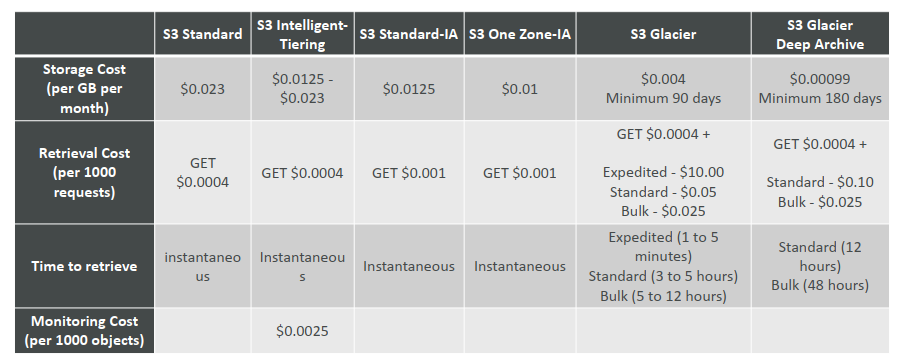 S3 Standard
S3 Intelligent-
Tiering
S3 Standard-IA
S3 One Zone-IA
S3 Glacier
S3 Glacier
Deep Archive
Storage Cost
(per GB per
month)
$0.023
$0.0125 -
$0.023
$0.0125
$0.01
$0.004
Minimum 90 days
$0.00099
Minimum 180 days
Retrieval Cost
(per 1000
requests)
GET
$0.0004
GET $0.0004
GET $0.001
GET $0.001
GET $0.0004 +
Expedited - $10.00
Standard - $0.05
Bulk - $0.025
GET $0.0004 +
Standard - $0.10
Bulk - $0.025
Time to retrieve
instantaneo
us
Instantaneou
s
Instantaneous
Instantaneous
Expedited (1 to 5
minutes)
Standard (3 to 5 hours)
Bulk (5 to 12 hours)
Standard (12
hours)
Bulk (48 hours)
Monitoring Cost
(per 1000 objects)
$0.0025